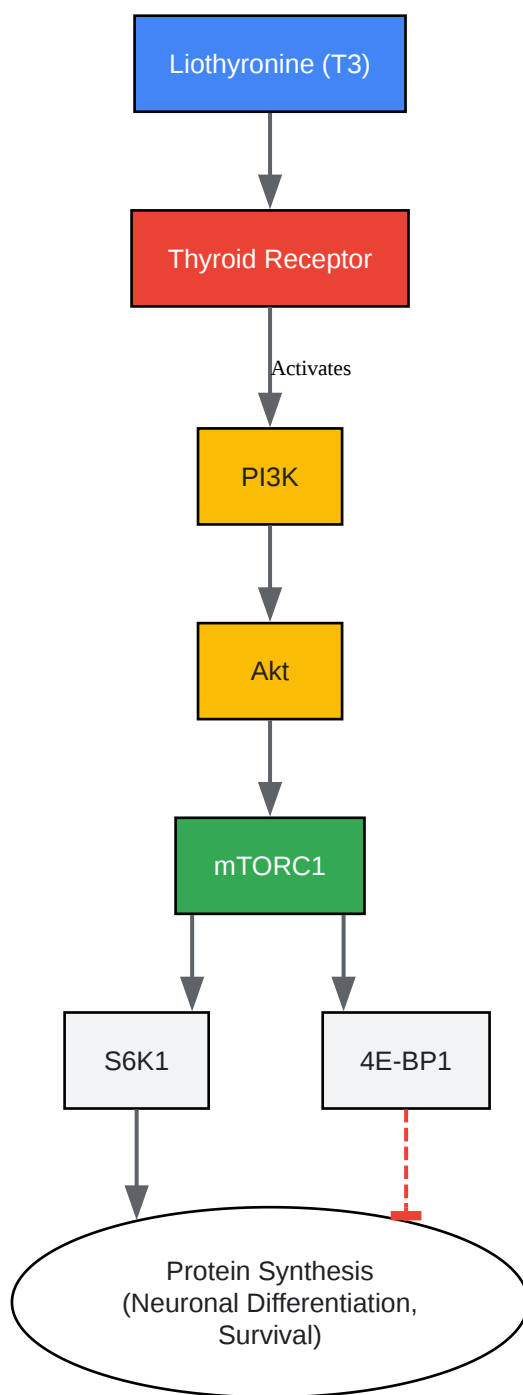 Liothyronine (T3)
Thyroid Receptor
Activates
PI3K
Akt
mTORC1
S6K1
4E-BP1
Protein Synthesis
(Neuronal Differentiation,
Survival)